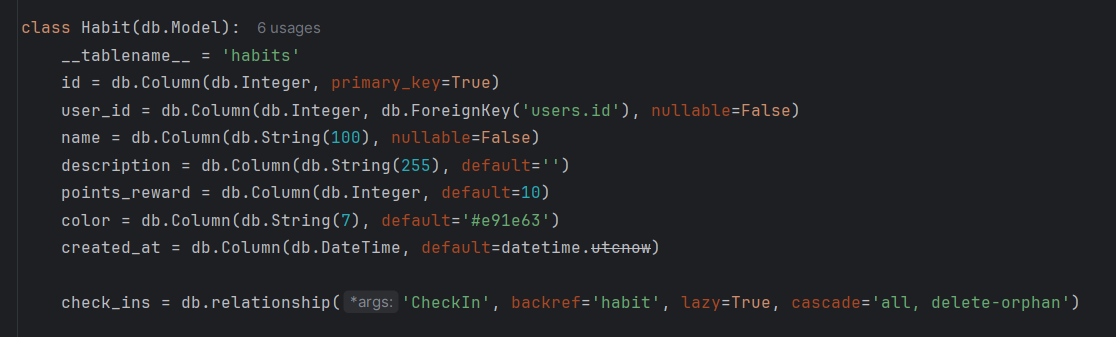 class Habit(db.Model):  6 usages
    __tablename__ = 'habits'
    id = db.Column(db.Integer, primary_key=True)
    user_id = db.Column(db.Integer, db.ForeignKey('users.id'), nullable=False)
    name = db.Column(db.String(100), nullable=False)
    description = db.Column(db.String(255), default='')
    points_reward = db.Column(db.Integer, default=10)
    color = db.Column(db.String(7), default='#e91e63')
    created_at = db.Column(db.DateTime, default=datetime.utcnow)
    check_ins = db.relationship( *args: 'CheckIn', backref='habit', lazy=True, cascade='all, delete-orphan')